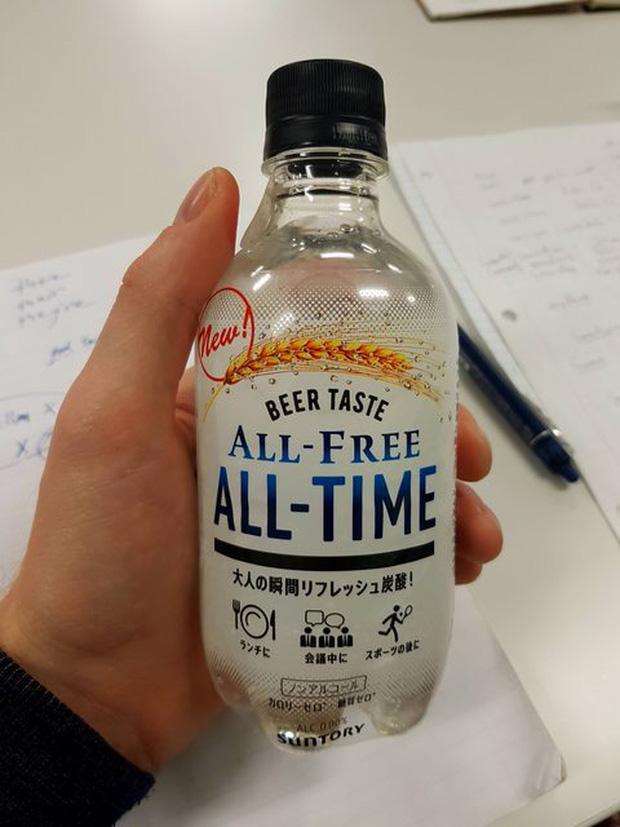 New!
BEER TASTE
ALL-FREE
ALL-TIME
大人の瞬間リフレッシュ炭酸!
ランチに
会議中に
スポーツの後に
ノンアルコール
カロリーゼロ* 糖質ゼロ*
ALC 0.00%
SUNTORY